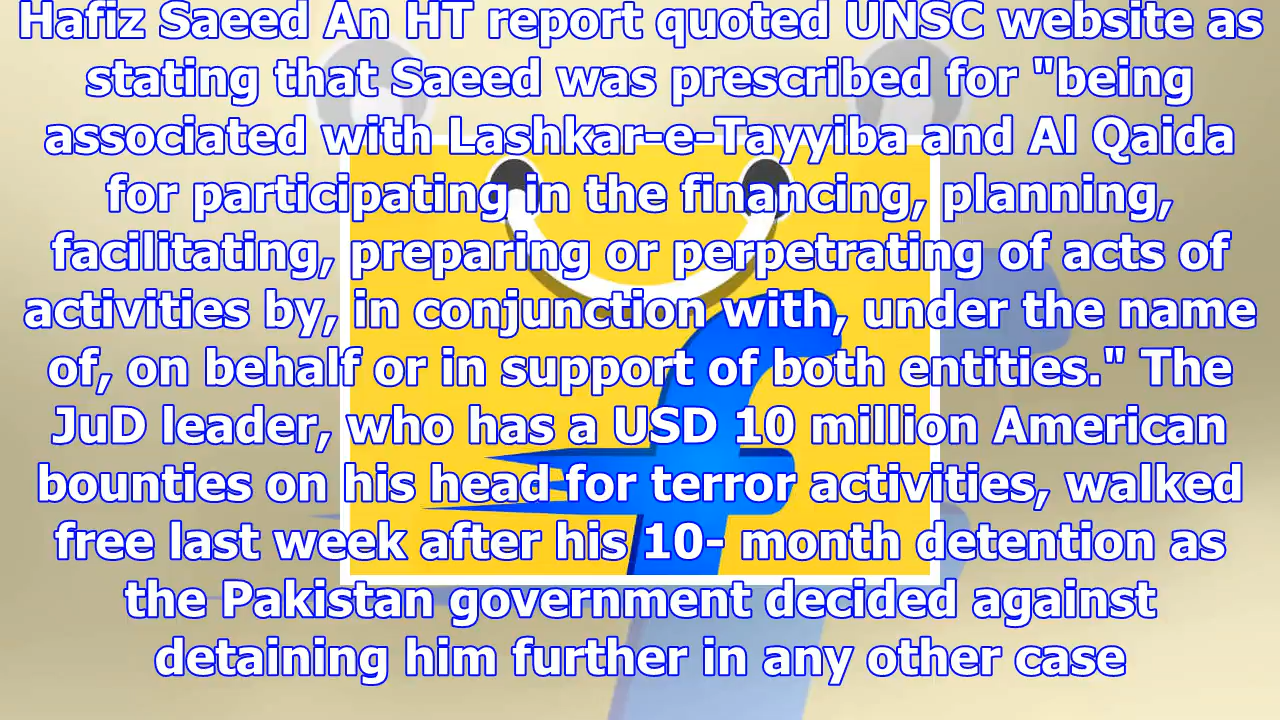 Hafiz Saeed An HT report quoted UNSC website as
stating that Saeed was prescribed for "being
associated with Lashkar-e-Tayyiba and Al Qaida
for participating in the financing, planning,
facilitating, preparing or perpetrating of acts of
activities by, in conjunction with, under the name
of, on behalf or in support of both entities." The
JuD leader, who has a USD 10 million American
bounties on his head for terror activities, walked
free last week after his 10- month detention as
the Pakistan government decided against
detaining him further in any other case